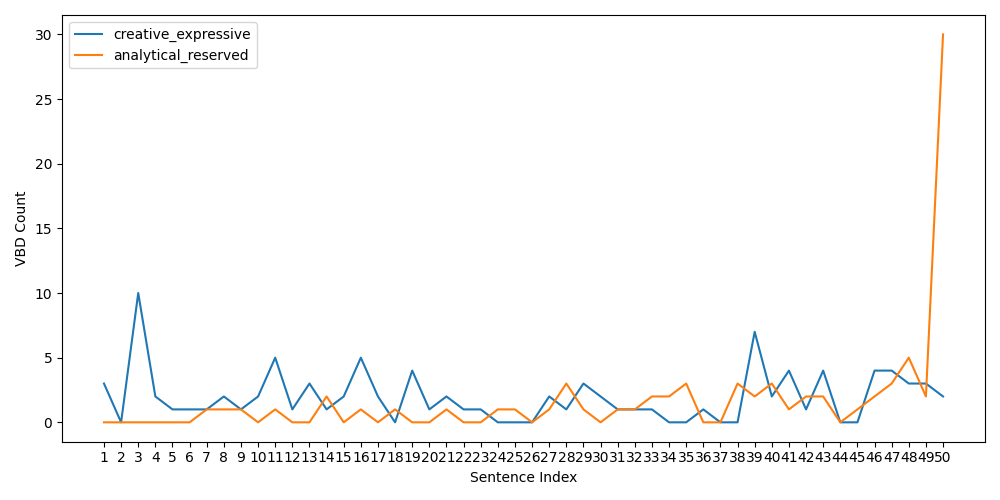 creative_expressive
analytical_reserved
VBD Count
30
25
20
15
10
5
0
1 2 3 4 5 6 7 8 9 10 11 12 13 14 15 16 17 18 19 20 21 22 23 24 25 26 27 28 29 30 31 32 33 34 35 36 37 38 39 40 41 42 43 44 45 46 47 48 49 50
Sentence Index